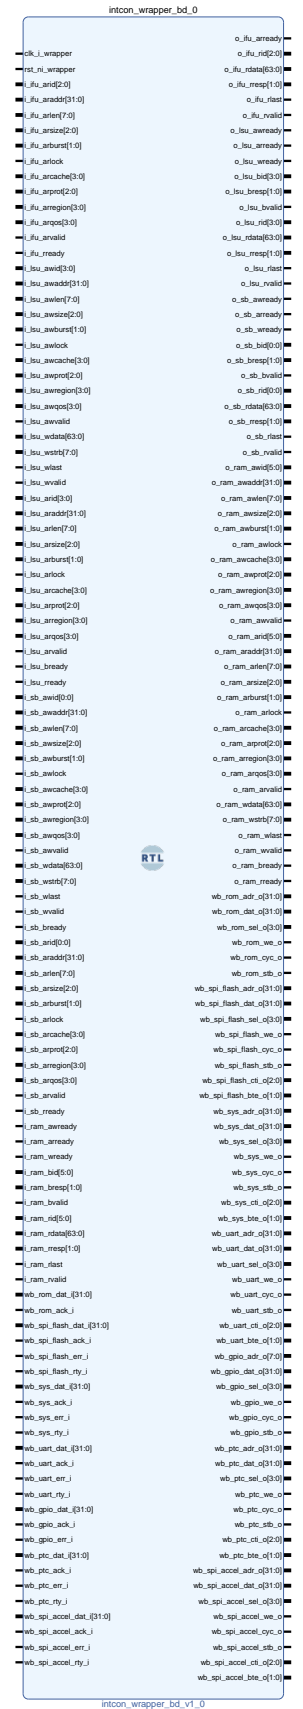 intcon_wrapper_bd_0
clk_i_wrapper
rst_ni_wrapper
i_ifu_arid[2:0]
i_ifu_araddr[31:0]
i_ifu_arlen[7:0]
i_ifu_arsize[2:0]
i_ifu_arburst[1:0]
i_ifu_arlock
i_ifu_arcache[3:0]
i_ifu_arprot[2:0]
i_ifu_arregion[3:0]
i_ifu_arqos[3:0]
i_ifu_arvalid
i_ifu_rready
i_lsu_awid[3:0]
i_lsu_awaddr[31:0]
i_lsu_awlen[7:0]
i_lsu_awsize[2:0]
i_lsu_awburst[1:0]
i_lsu_awlock
i_lsu_awcache[3:0]
i_lsu_awprot[2:0]
i_lsu_awregion[3:0]
i_lsu_awqos[3:0]
i_lsu_awvalid
i_lsu_wdata[63:0]
i_lsu_wstrb[7:0]
i_lsu_wlast
i_lsu_wvalid
i_lsu_arid[3:0]
i_lsu_araddr[31:0]
i_lsu_arlen[7:0]
i_lsu_arsize[2:0]
i_lsu_arburst[1:0]
i_lsu_arlock
i_lsu_arcache[3:0]
i_lsu_arprot[2:0]
i_lsu_arregion[3:0]
i_lsu_arqos[3:0]
i_lsu_arvalid
i_lsu_bready
i_lsu_rready
i_sb_awid[0:0]
i_sb_awaddr[31:0]
i_sb_awlen[7:0]
i_sb_awsize[2:0]
i_sb_awburst[1:0]
i_sb_awlock
i_sb_awcache[3:0]
i_sb_awprot[2:0]
i_sb_awregion[3:0]
i_sb_awqos[3:0]
i_sb_awvalid
i_sb_wdata[63:0]
i_sb_wstrb[7:0]
i_sb_wlast
i_sb_wvalid
i_sb_bready
i_sb_arid[0:0]
i_sb_araddr[31:0]
i_sb_arlen[7:0]
i_sb_arsize[2:0]
i_sb_arburst[1:0]
i_sb_arlock
i_sb_arcache[3:0]
i_sb_arprot[2:0]
i_sb_arregion[3:0]
i_sb_arqos[3:0]
i_sb_arvalid
i_sb_rready
i_ram_awready
i_ram_arready
i_ram_wready
i_ram_bid[5:0]
i_ram_bresp[1:0]
i_ram_bvalid
i_ram_rid[5:0]
i_ram_rdata[63:0]
i_ram_rresp[1:0]
i_ram_rlast
i_ram_rvalid
wb_rom_dat_i[31:0]
wb_rom_ack_i
wb_spi_flash_dat_i[31:0]
wb_spi_flash_ack_i
wb_spi_flash_err_i
wb_spi_flash_rty_i
wb_sys_dat_i[31:0]
wb_sys_ack_i
wb_sys_err_i
wb_sys_rty_i
wb_uart_dat_i[31:0]
wb_uart_ack_i
wb_uart_err_i
wb_uart_rty_i
wb_gpio_dat_i[31:0]
wb_gpio_ack_i
wb_gpio_err_i
wb_ptc_dat_i[31:0]
wb_ptc_ack_i
wb_ptc_err_i
wb_ptc_rty_i
wb_spi_accel_dat_i[31:0]
wb_spi_accel_ack_i
wb_spi_accel_err_i
wb_spi_accel_rty_i
RTL
o_ifu_arready
o_ifu_rid[2:0]
o_ifu_rdata[63:0]
o_ifu_rresp[1:0]
o_ifu_rlast
o_ifu_rvalid
o_lsu_awready
o_lsu_arready
o_lsu_wready
o_lsu_bid[3:0]
o_lsu_bresp[1:0]
o_lsu_bvalid
o_lsu_rid[3:0]
o_lsu_rdata[63:0]
o_lsu_rresp[1:0]
o_lsu_rlast
o_lsu_rvalid
o_sb_awready
o_sb_arready
o_sb_wready
o_sb_bid[0:0]
o_sb_bresp[1:0]
o_sb_bvalid
o_sb_rid[0:0]
o_sb_rdata[63:0]
o_sb_rresp[1:0]
o_sb_rlast
o_sb_rvalid
o_ram_awid[5:0]
o_ram_awaddr[31:0]
o_ram_awlen[7:0]
o_ram_awsize[2:0]
o_ram_awburst[1:0]
o_ram_awlock
o_ram_awcache[3:0]
o_ram_awprot[2:0]
o_ram_awregion[3:0]
o_ram_awqos[3:0]
o_ram_awvalid
o_ram_arid[5:0]
o_ram_araddr[31:0]
o_ram_arlen[7:0]
o_ram_arsize[2:0]
o_ram_arburst[1:0]
o_ram_arlock
o_ram_arcache[3:0]
o_ram_arprot[2:0]
o_ram_arregion[3:0]
o_ram_arqos[3:0]
o_ram_arvalid
o_ram_wdata[63:0]
o_ram_wstrb[7:0]
o_ram_wlast
o_ram_wvalid
o_ram_bready
o_ram_rready
wb_rom_adr_o[31:0]
wb_rom_dat_o[31:0]
wb_rom_sel_o[3:0]
wb_rom_we_o
wb_rom_cyc_o
wb_rom_stb_o
wb_spi_flash_adr_o[31:0]
wb_spi_flash_dat_o[31:0]
wb_spi_flash_sel_o[3:0]
wb_spi_flash_we_o
wb_spi_flash_cyc_o
wb_spi_flash_stb_o
wb_spi_flash_cti_o[2:0]
wb_spi_flash_bte_o[1:0]
wb_sys_adr_o[31:0]
wb_sys_dat_o[31:0]
wb_sys_sel_o[3:0]
wb_sys_we_o
wb_sys_cyc_o
wb_sys_stb_o
wb_sys_cti_o[2:0]
wb_sys_bte_o[1:0]
wb_uart_adr_o[31:0]
wb_uart_dat_o[31:0]
wb_uart_sel_o[3:0]
wb_uart_we_o
wb_uart_cyc_o
wb_uart_stb_o
wb_uart_cti_o[2:0]
wb_uart_bte_o[1:0]
wb_gpio_adr_o[7:0]
wb_gpio_dat_o[31:0]
wb_gpio_sel_o[3:0]
wb_gpio_we_o
wb_gpio_cyc_o
wb_gpio_stb_o
wb_ptc_adr_o[31:0]
wb_ptc_dat_o[31:0]
wb_ptc_sel_o[3:0]
wb_ptc_we_o
wb_ptc_cyc_o
wb_ptc_stb_o
wb_ptc_cti_o[2:0]
wb_ptc_bte_o[1:0]
wb_spi_accel_adr_o[31:0]
wb_spi_accel_dat_o[31:0]
wb_spi_accel_sel_o[3:0]
wb_spi_accel_we_o
wb_spi_accel_cyc_o
wb_spi_accel_stb_o
wb_spi_accel_cti_o[2:0]
wb_spi_accel_bte_o[1:0]
intcon_wrapper_bd_v1_0